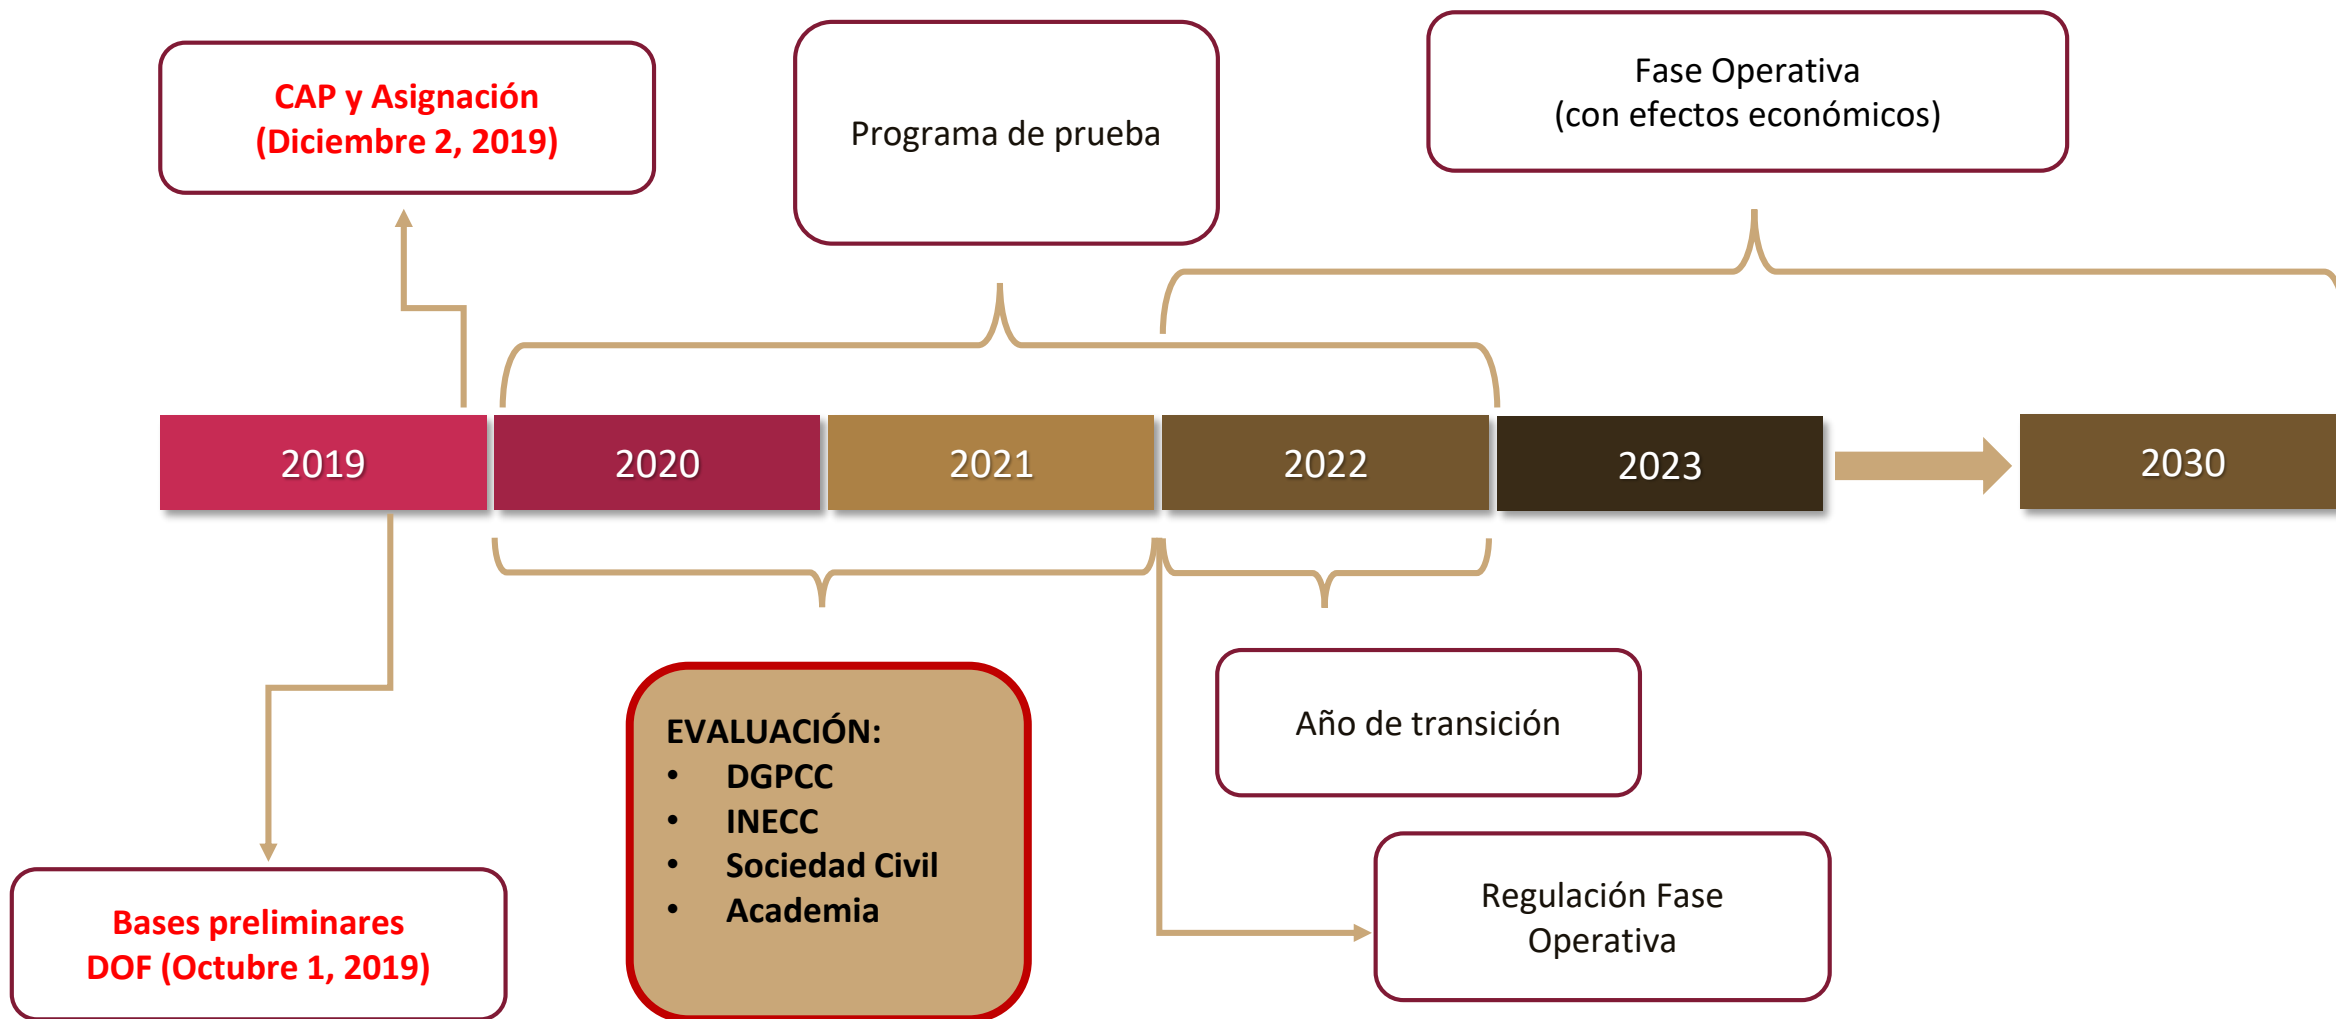 CAP y Asignación
(Diciembre 2, 2019)
Programa de prueba
Fase Operativa
(con efectos económicos)
2019
2020
2021
2022
2023
2030
EVALUACIÓN:
• DGPCC
• INECC
• Sociedad Civil
• Academia
Año de transición
Regulación Fase
Operativa
Bases preliminares
DOF (Octubre 1, 2019)